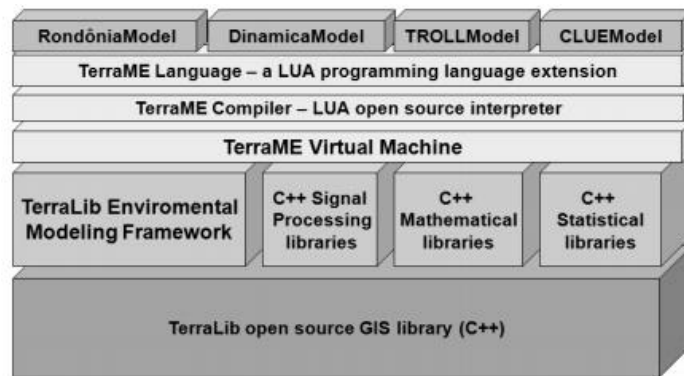 RondôniaModel DinamicaModel TROLLModel CLUEModel
TerraME Language – a LUA programming language extension
TerraME Compiler – LUA open source interpreter
TerraME Virtual Machine
TerraLib Enviromental
Modeling Framework
C++ Signal
Processing
libraries
C++
Mathematical
libraries
C++
Statistical
libraries
TerraLib open source GIS library (C++)